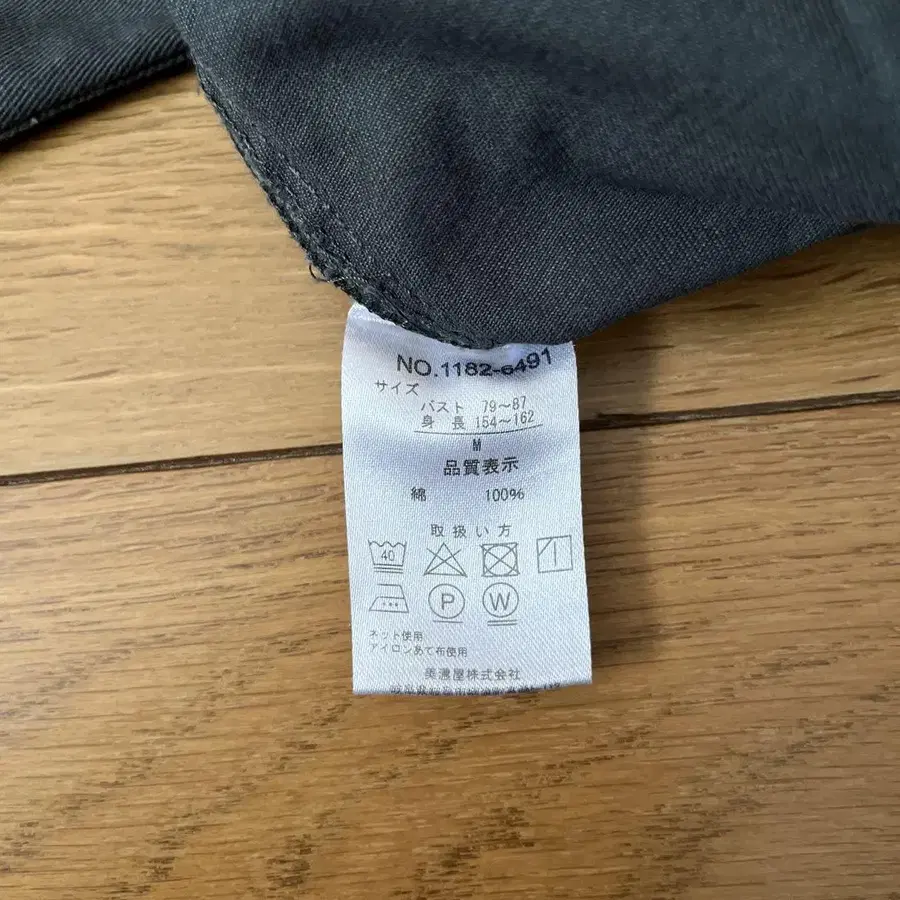 NO.1182-6491
サイズ
バスト 79～87
身 長 154～162
M
品質表示
綿 100%
取扱い方
40
P W
ネット使用
アイロンあて布使用
美濃屋株式会社